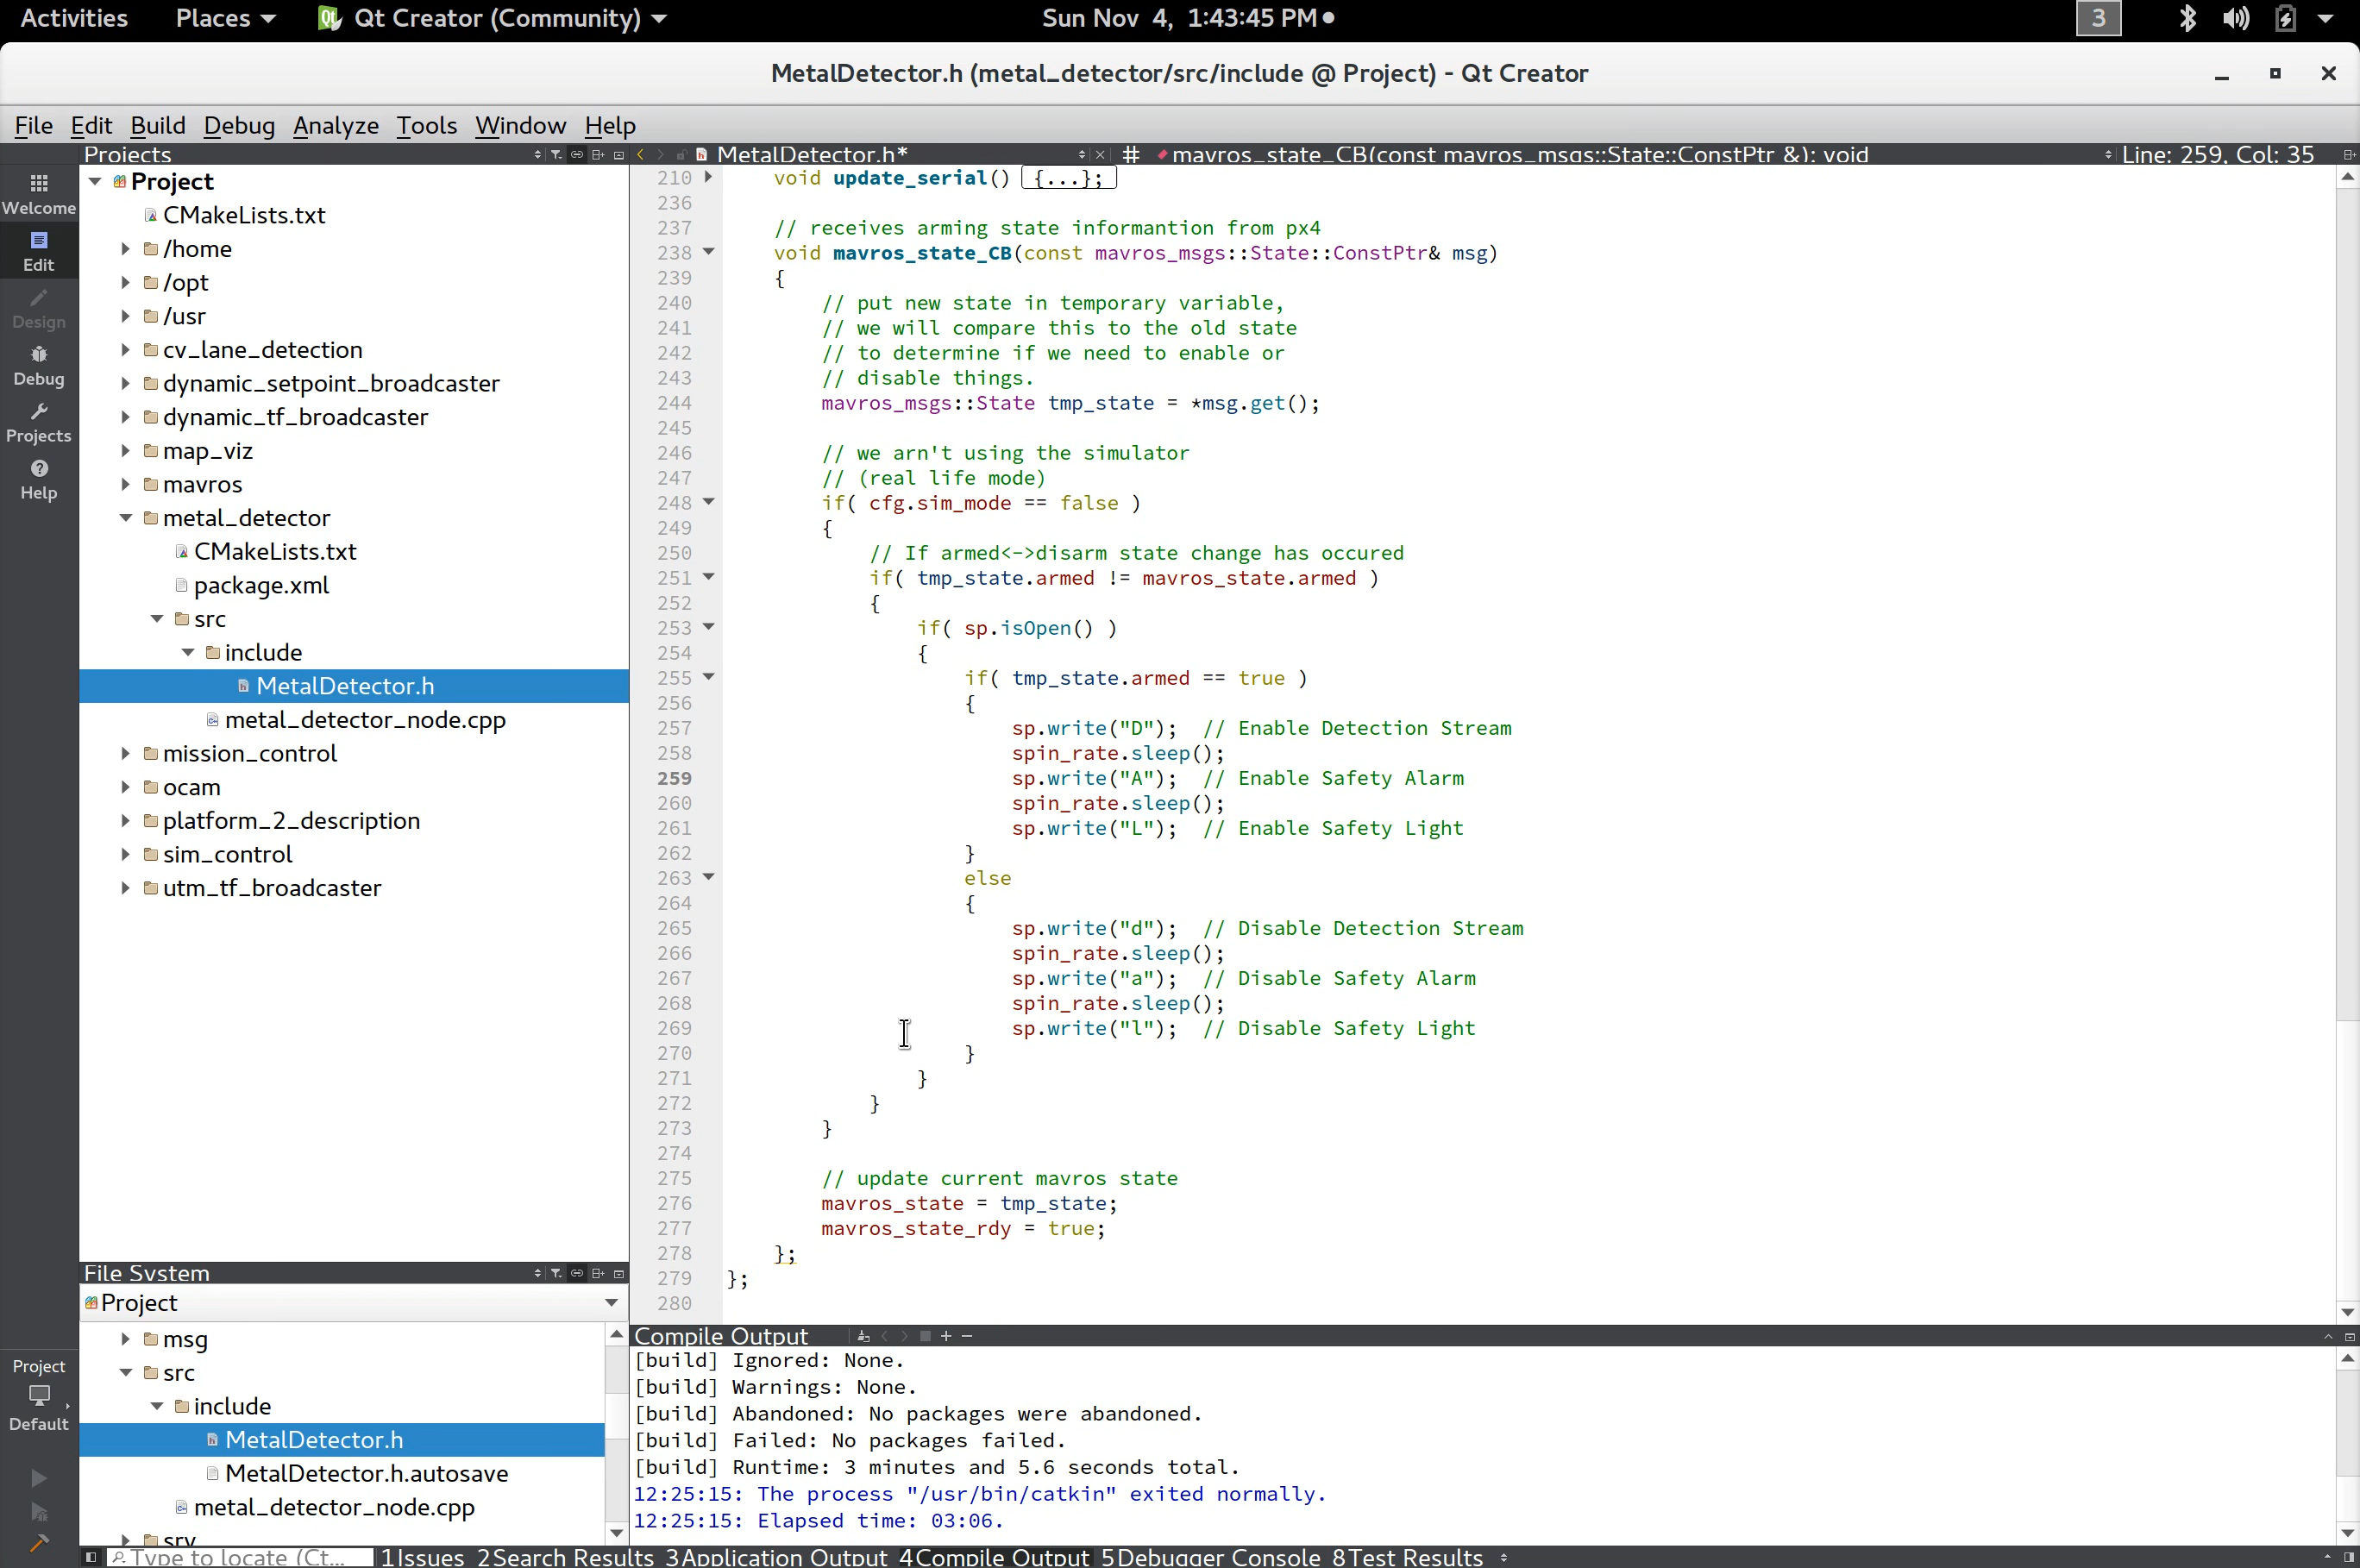 Activities Places Qt Creator (Community) Sun Nov 4, 1:43:45 PM 3
MetalDetector.h (metal_detector/src/include @ Project) - Qt Creator
File Edit Build Debug Analyze Tools Window Help
Projects
MetalDetector.h* # mavros_state_CB(const mavros_msgs::State::ConstPtr &): void Line: 259, Col: 35
Welcome
Edit
Design
Debug
Projects
Help
Project
CMakeLists.txt
/home
/opt
/usr
cv_lane_detection
dynamic_setpoint_broadcaster
dynamic_tf_broadcaster
map_viz
mavros
metal_detector
CMakeLists.txt
package.xml
src
include
MetalDetector.h
metal_detector_node.cpp
mission_control
ocam
platform_2_description
sim_control
utm_tf_broadcaster
210 void update_serial() {...};
236
237 // receives arming state informantion from px4
238 void mavros_state_CB(const mavros_msgs::State::ConstPtr& msg)
239 {
240 // put new state in temporary variable,
241 // we will compare this to the old state
242 // to determine if we need to enable or
243 // disable things.
244 mavros_msgs::State tmp_state = *msg.get();
245
246 // we arn't using the simulator
247 // (real life mode)
248 if( cfg.sim_mode == false )
249 {
250 // If armed<->disarm state change has occured
251 if( tmp_state.armed != mavros_state.armed )
252 {
253 if( sp.isOpen() )
254 {
255 if( tmp_state.armed == true )
256 {
257 sp.write("D"); // Enable Detection Stream
258 spin_rate.sleep();
259 sp.write("A"); // Enable Safety Alarm
260 spin_rate.sleep();
261 sp.write("L"); // Enable Safety Light
262 }
263 else
264 {
265 sp.write("d"); // Disable Detection Stream
266 spin_rate.sleep();
267 sp.write("a"); // Disable Safety Alarm
268 spin_rate.sleep();
269 sp.write("l"); // Disable Safety Light
270 }
271 }
272 }
273 }
274
275 // update current mavros state
276 mavros_state = tmp_state;
277 mavros_state_rdy = true;
278 };
279 };
280
File System
Project
msg
src
include
MetalDetector.h
MetalDetector.h.autosave
metal_detector_node.cpp
srv
Project
Default
Compile Output
[build] Ignored: None.
[build] Warnings: None.
[build] Abandoned: No packages were abandoned.
[build] Failed: No packages failed.
[build] Runtime: 3 minutes and 5.6 seconds total.
12:25:15: The process "/usr/bin/catkin" exited normally.
12:25:15: Elapsed time: 03:06.
Type to locate (Ct... 1 Issues 2 Search Results 3 Application Output 4 Compile Output 5 Debugger Console 8 Test Results